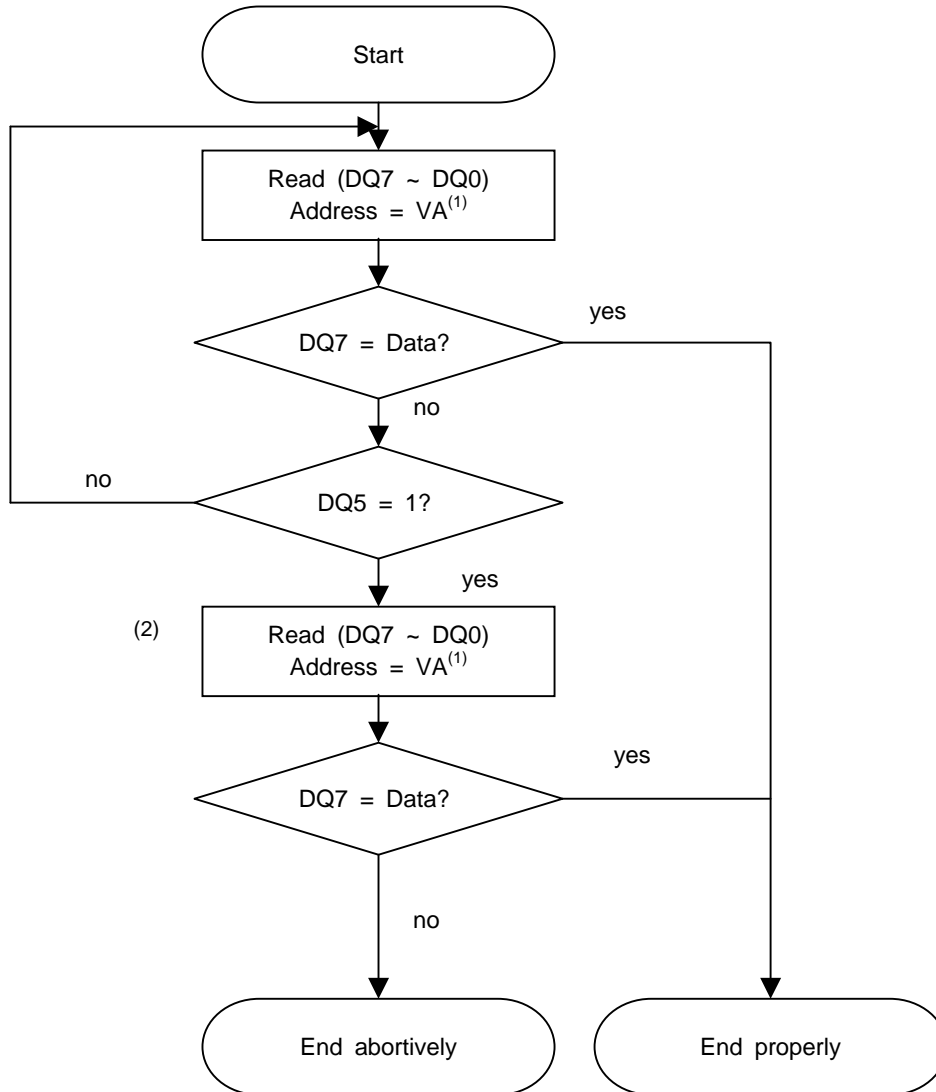 Start
Read (DQ7 ~ DQ0)
Address = VA(1)
DQ7 = Data?
yes
no
DQ5 = 1?
no
yes
(2)
Read (DQ7 ~ DQ0)
Address = VA(1)
DQ7 = Data?
yes
no
End abortively
End properly